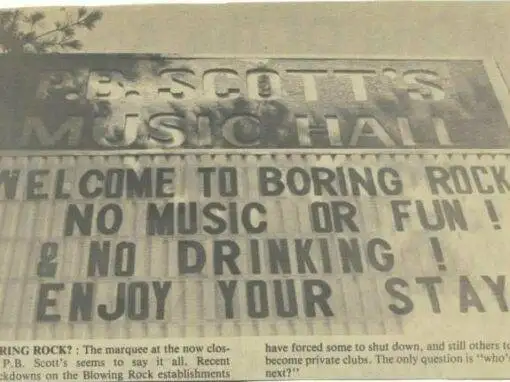 P.B. SCOTT'S
MUSIC HALL
WELCOME TO BORING ROCK
NO MUSIC OR FUN !
& NO DRINKING !
ENJOY YOUR STAY
RING ROCK? : The marquee at the now clos-
P.B. Scott's seems to say it all. Recent
ckdowns on the Blowing Rock establishments
have forced some to shut down, and still others to
become private clubs. The only question is "who's
next?"